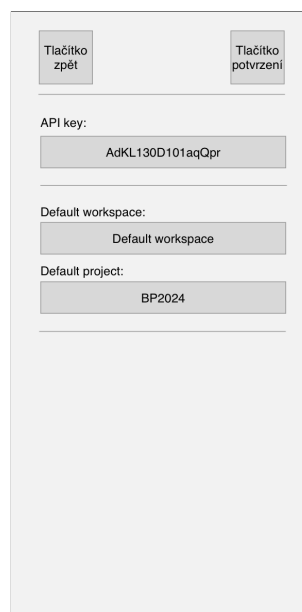 Tlačítko
zpět
Tlačítko
potvrzení
API key:
AdKL130D101aqQpr
Default workspace:
Default workspace
Default project:
BP2024